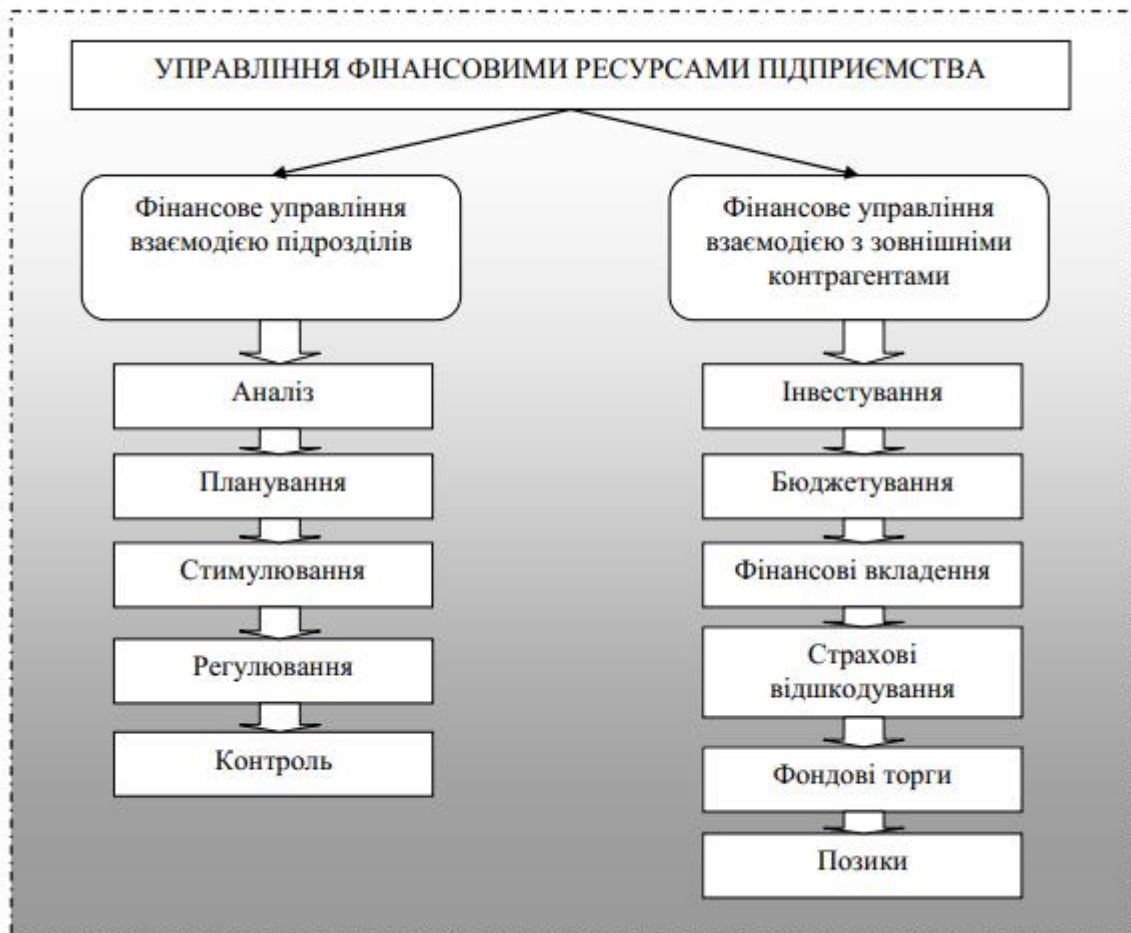 УПРАВЛІННЯ ФІНАНСОВИМИ РЕСУРСАМИ ПІДПРИЄМСТВА
Фінансове управління
взаємодією підрозділів
Аналіз
Планування
Стимулювання
Регулювання
Контроль
Фінансове управління
взаємодією з зовнішніми
контрагентами
Інвестування
Бюджетування
Фінансові вкладення
Страхові
відшкодування
Фондові торги
Позики